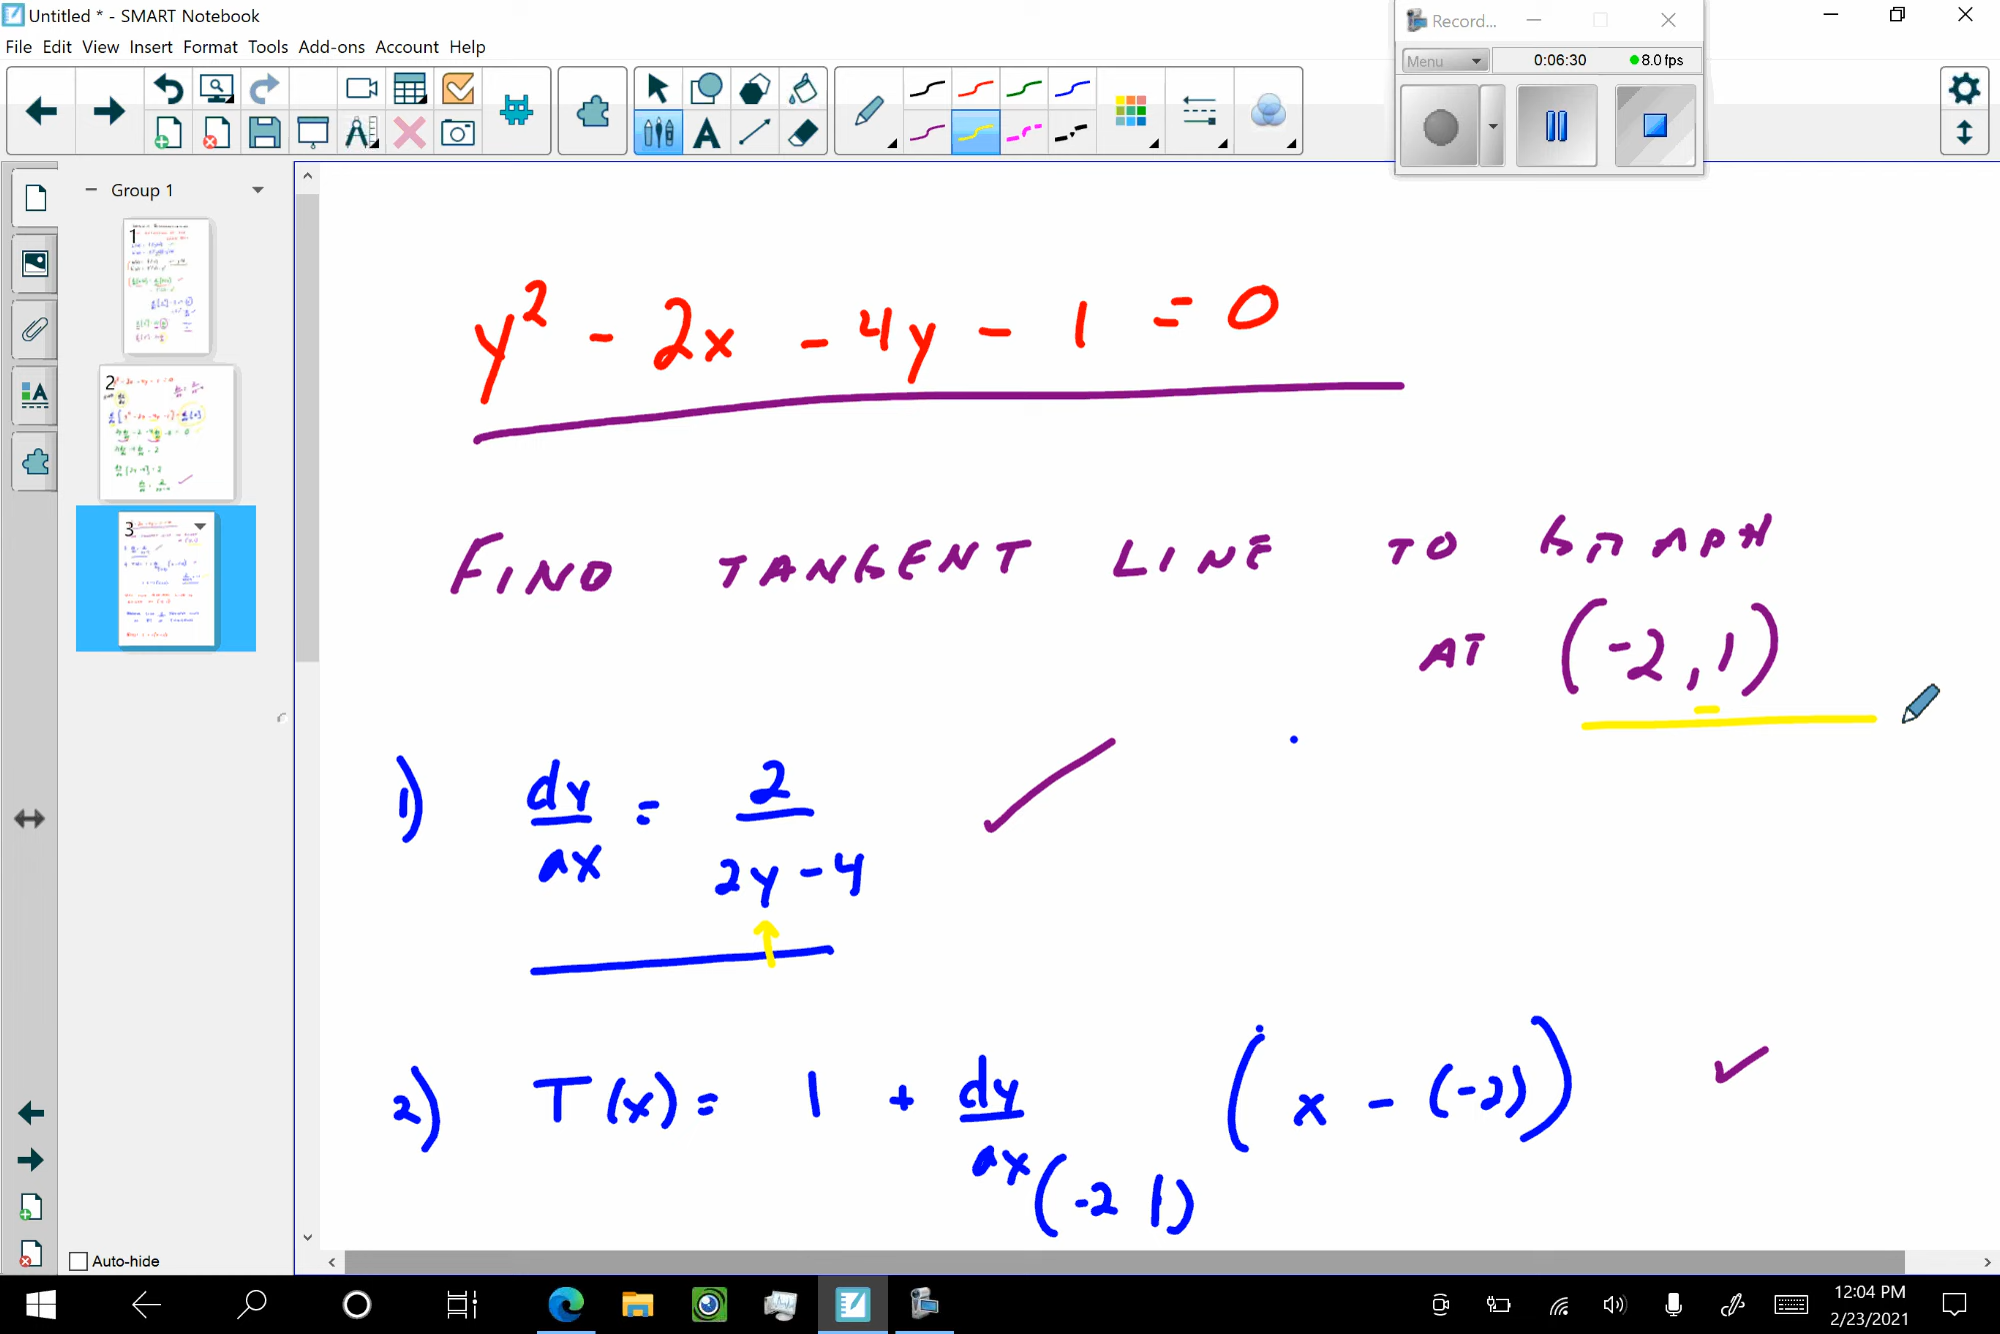 Untitled * - SMART Notebook
File Edit View Insert Format Tools Add-ons Account Help
Record...
Menu 0:06:30 8.0 fps
Group 1
1
2
3
y² - 2x - 4y - 1 = 0
FIND TANGENT LINE TO GRAPH
AT (-2, 1)
1) dy/dx = 2/(2y - 4)
2) T(x) = 1 + dy/dx (-2 1) (x - (-2))
Auto-hide
12:04 PM
2/23/2021